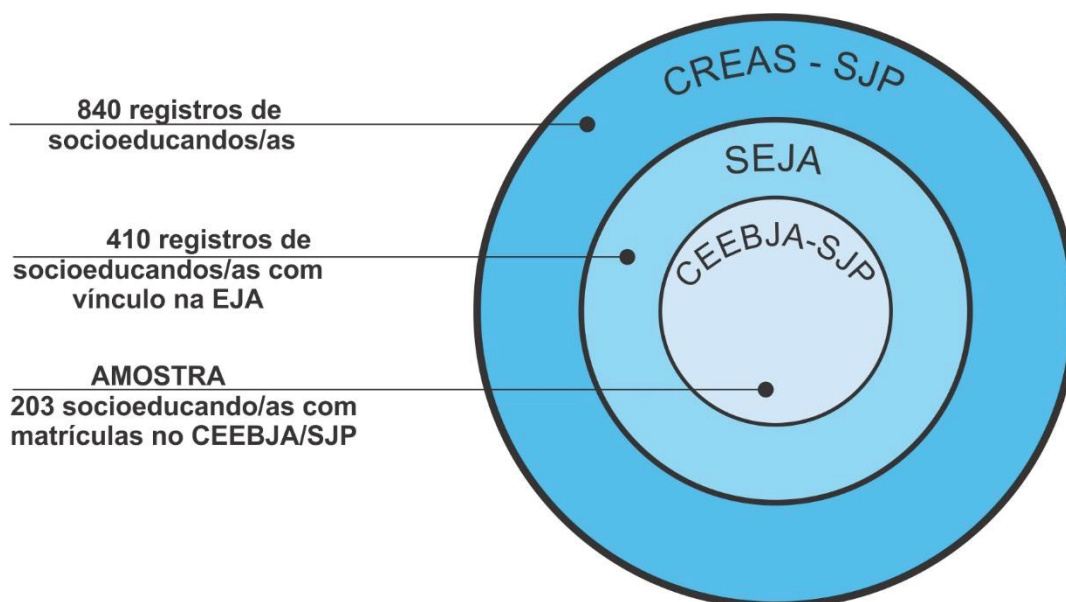 CREAS - SJP
840 registros de
socioeducandos/as
SEJA
410 registros de
socioeducandos/as com
vínculo na EJA
CEEBJA-SJP
AMOSTRA
203 socioeducando/as com
matrículas no CEEBJA/SJP